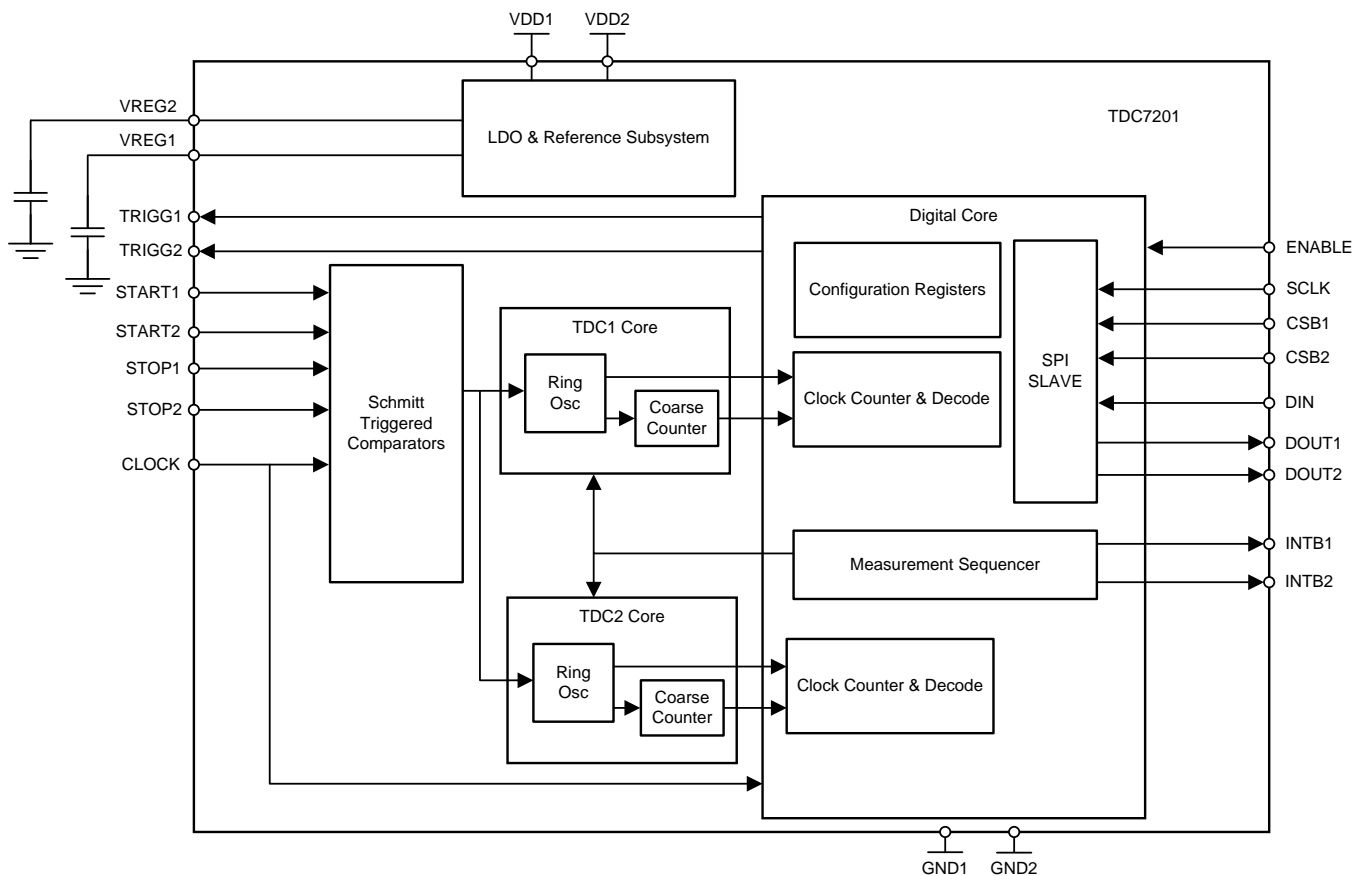 VDD1
VDD2
VREG2
VREG1
LDO & Reference Subsystem
TDC7201
TRIGG1
TRIGG2
START1
START2
STOP1
STOP2
CLOCK
Schmitt
Triggered
Comparators
TDC1 Core
Ring
Osc
Coarse
Counter
TDC2 Core
Ring
Osc
Coarse
Counter
Digital Core
Configuration Registers
Clock Counter & Decode
SPI
SLAVE
Measurement Sequencer
Clock Counter & Decode
ENABLE
SCLK
CSB1
CSB2
DIN
DOUT1
DOUT2
INTB1
INTB2
GND1
GND2